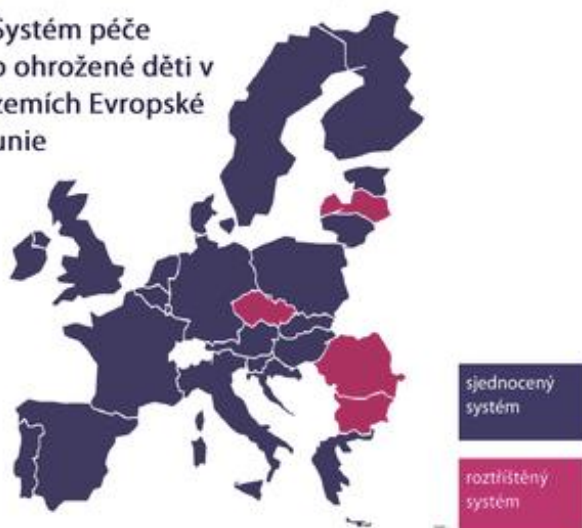 Systém péče
o ohrožené děti v
zemích Evropské
unie
sjednocený
systém
roztříštěný
systém